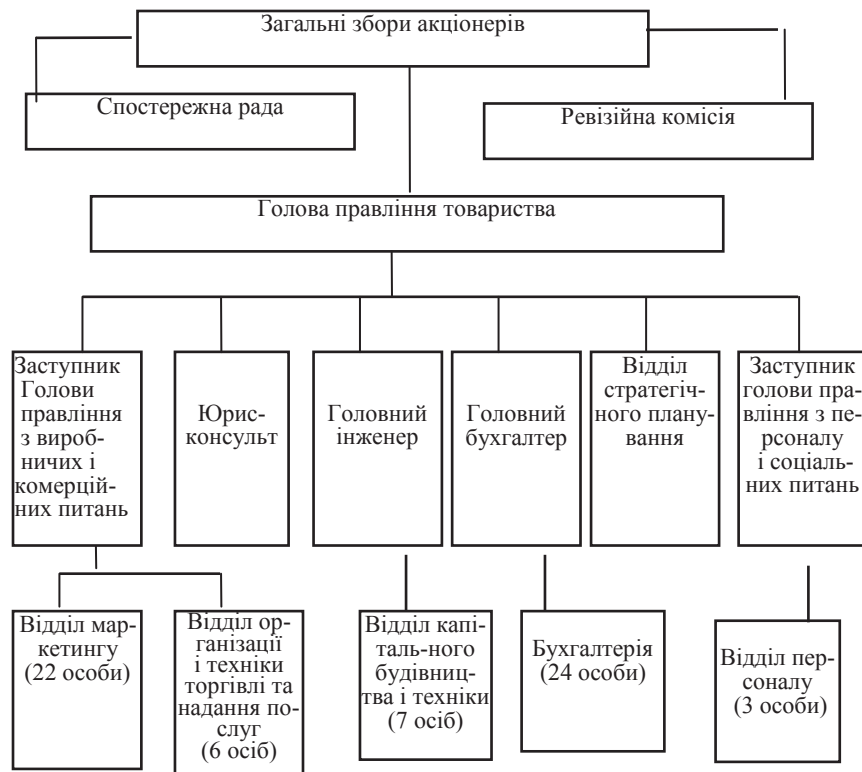 Загальні збори акціонерів
Спостережна рада
Ревізійна комісія
Голова правління товариства
Заступник
Голови
правління
з вироб-
ничих і
комерцій-
них питань
Юрис-
консульт
Головний
інженер
Головний
бухгалтер
Відділ
стратегіч-
ного плану-
вання
Заступник
голови пра-
вління з пе-
рсоналу
і соціаль-
них питань
Відділ мар-
кетингу
(22 особи)
Відділ ор-
ганізації
і техніки
торгівлі та
надання по-
слуг
(6 осіб)
Відділ капі-
таль-ного
будівниц-
тва і техніки
(7 осіб)
Бухгалтерія
(24 особи)
Відділ пер-
соналу
(3 особи)